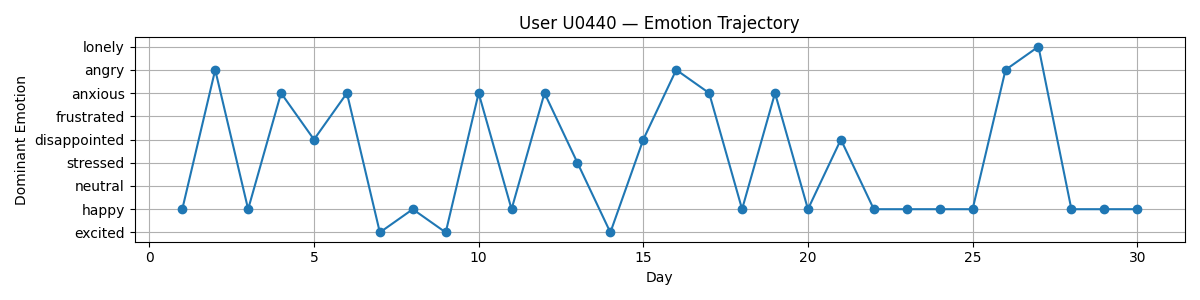 User U0440 — Emotion Trajectory
Dominant Emotion
lonely
angry
anxious
frustrated
disappointed
stressed
neutral
happy
excited
0 5 10 15 20 25 30
Day